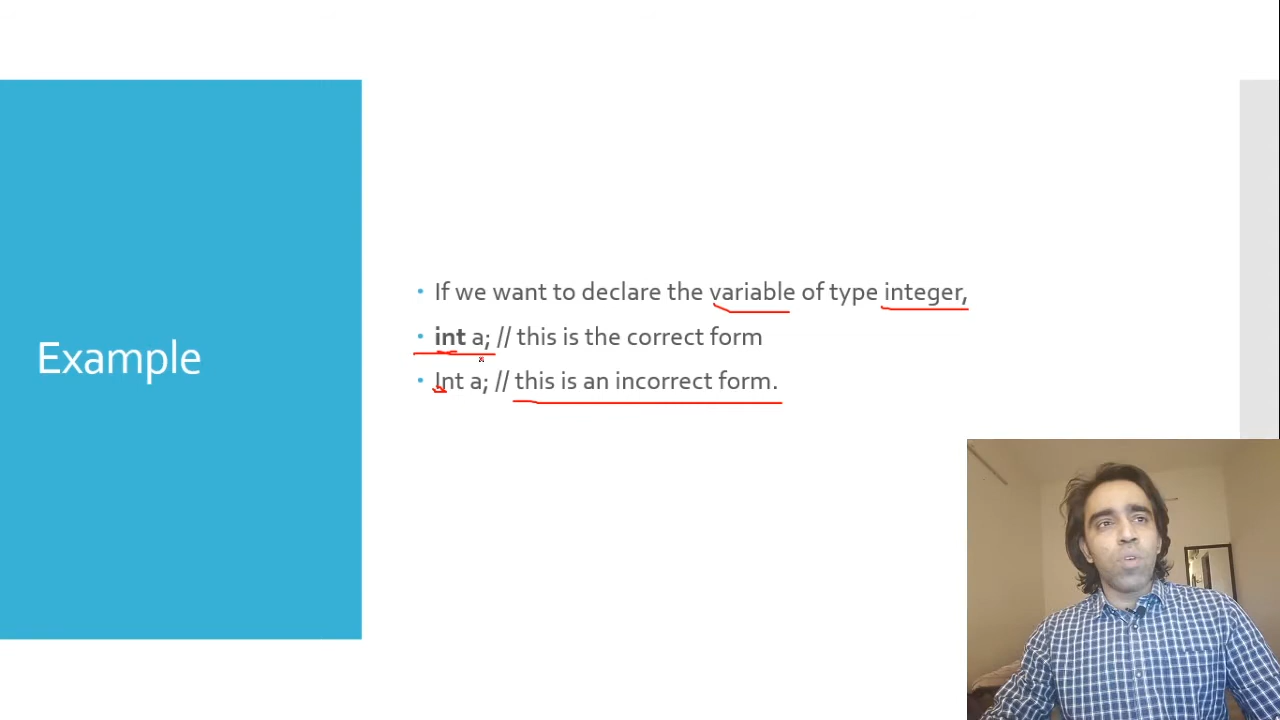 Example
• If we want to declare the variable of type integer,
• int a; // this is the correct form
• Int a; // this is an incorrect form.